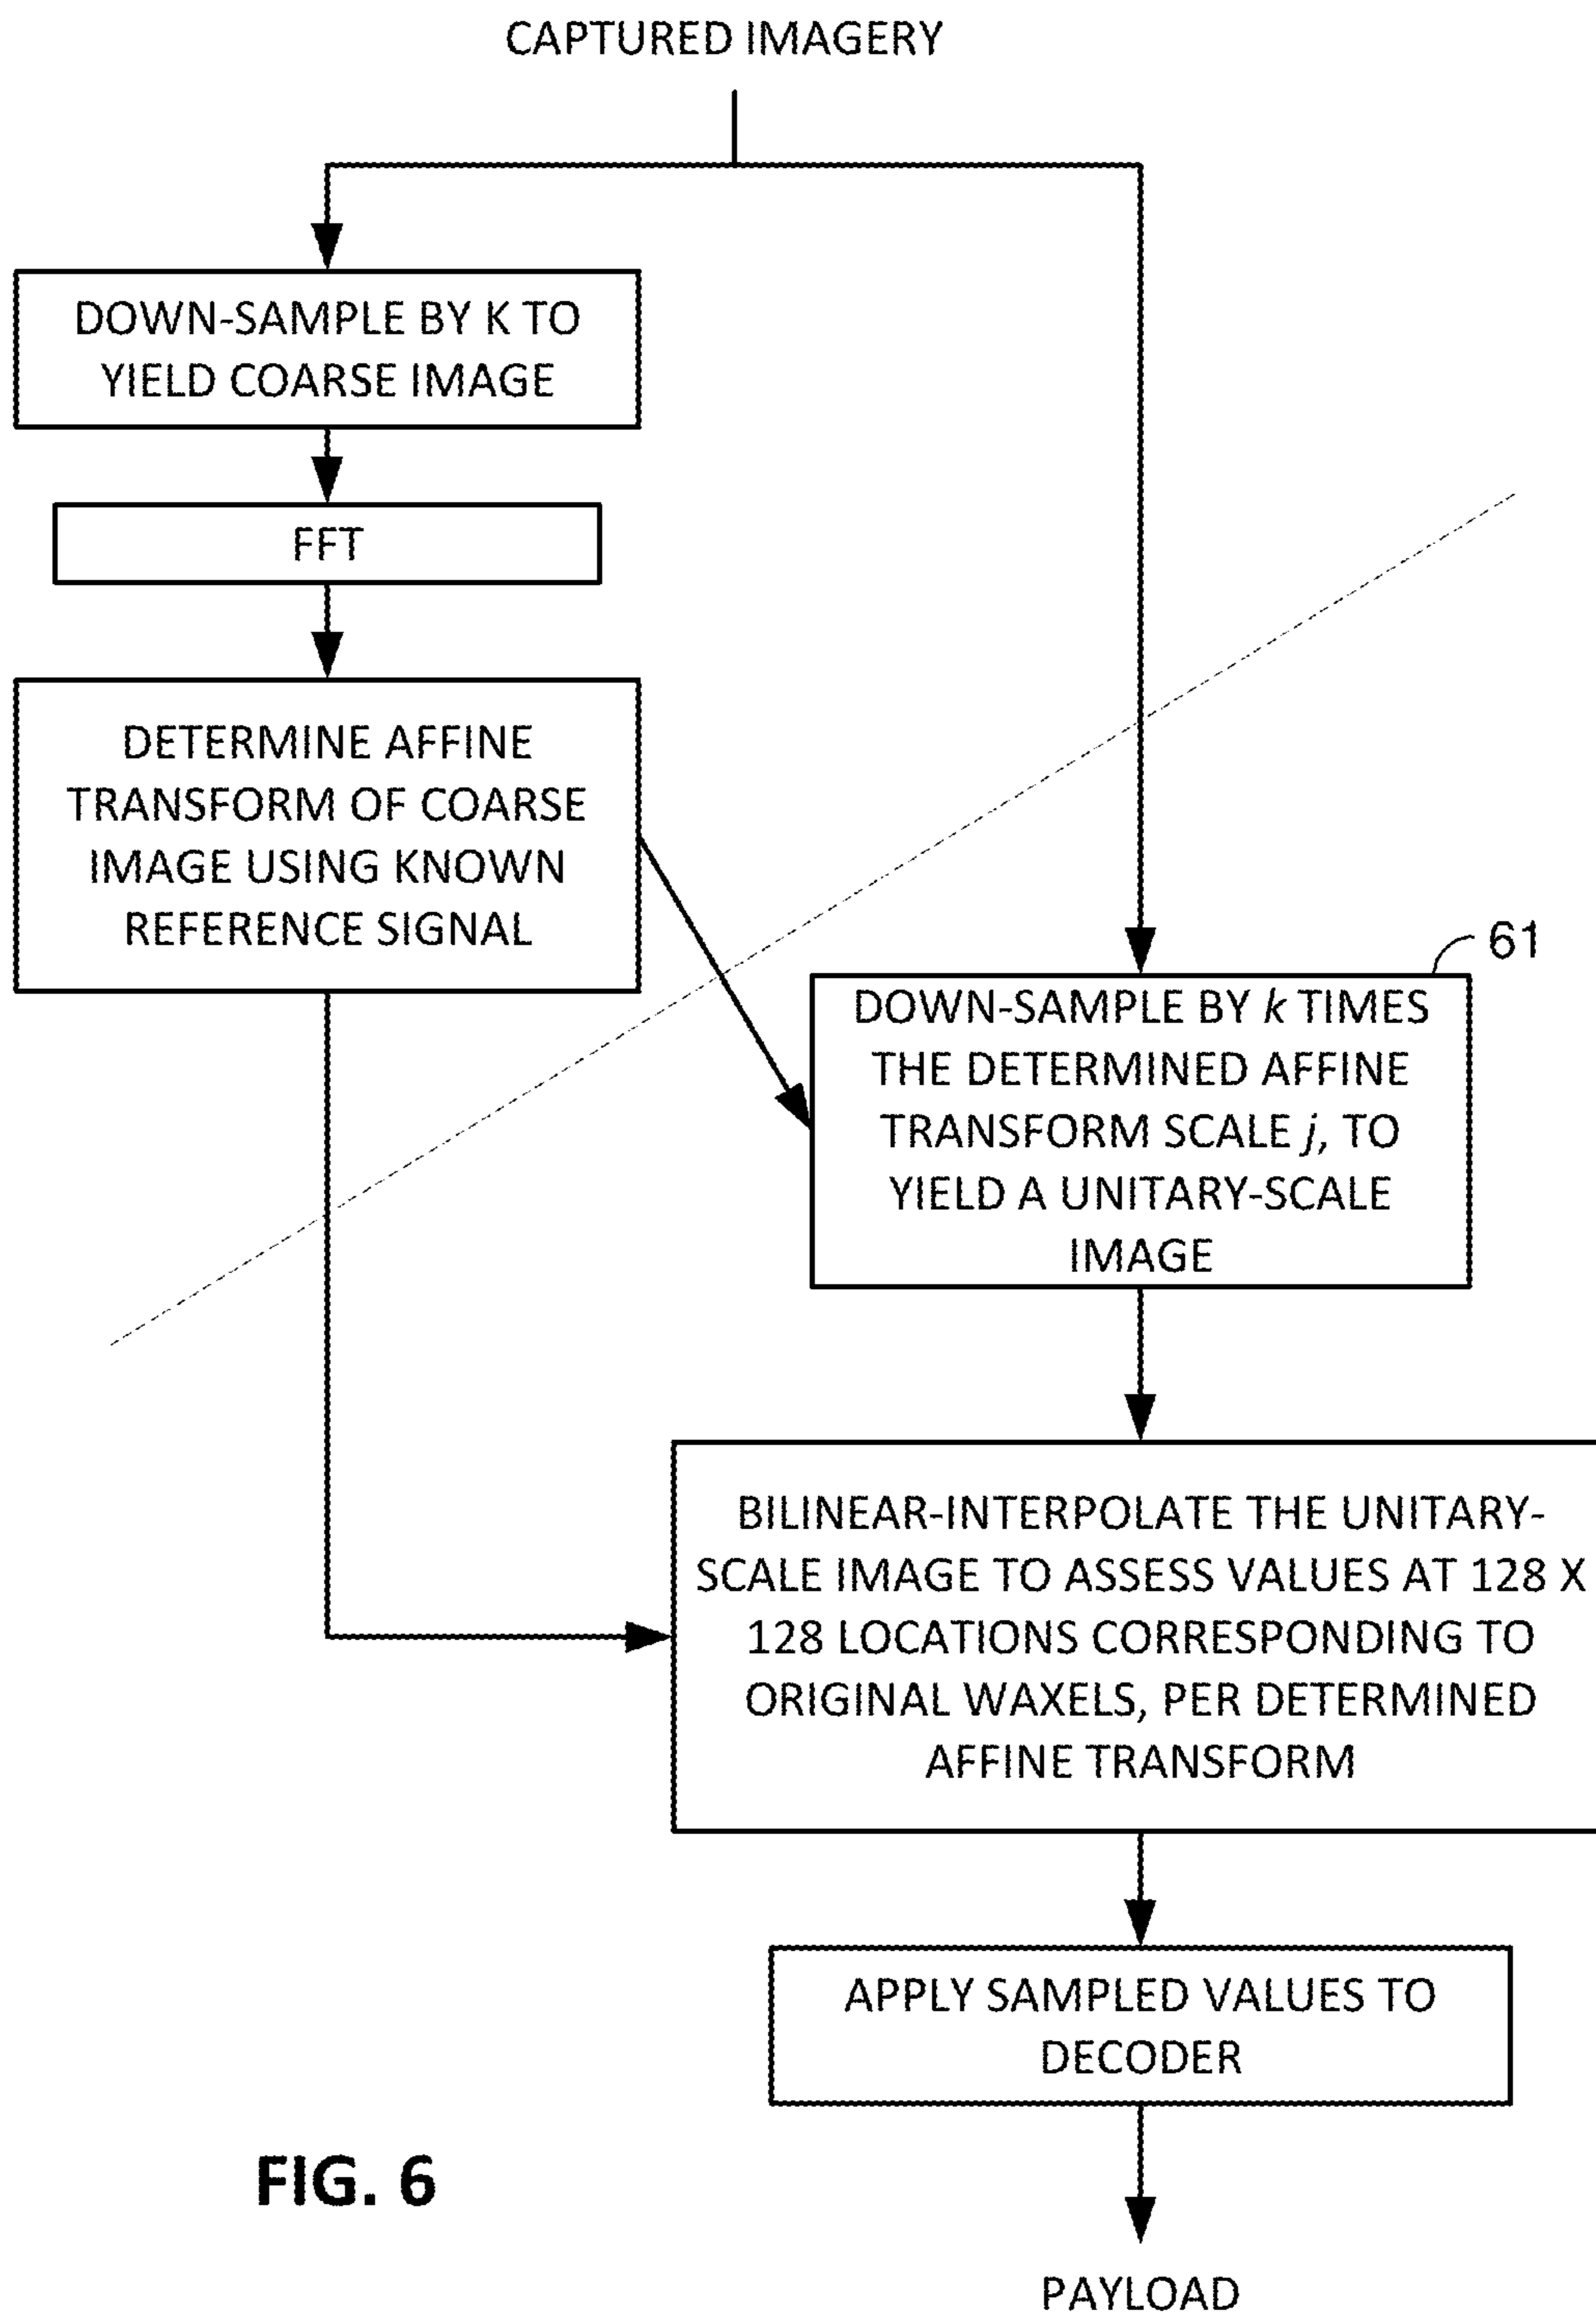 CAPTURED IMAGERY
DOWN-SAMPLE BY K TO
YIELD COARSE IMAGE
FFT
DETERMINE AFFINE
TRANSFORM OF COARSE
IMAGE USING KNOWN
REFERENCE SIGNAL
61
DOWN-SAMPLE BY k TIMES
THE DETERMINED AFFINE
TRANSFORM SCALE j, TO
YIELD A UNITARY-SCALE
IMAGE
BILINEAR-INTERPOLATE THE UNITARY-
SCALE IMAGE TO ASSESS VALUES AT 128 X
128 LOCATIONS CORRESPONDING TO
ORIGINAL WAXELS, PER DETERMINED
AFFINE TRANSFORM
APPLY SAMPLED VALUES TO
DECODER
FIG. 6
PAYLOAD